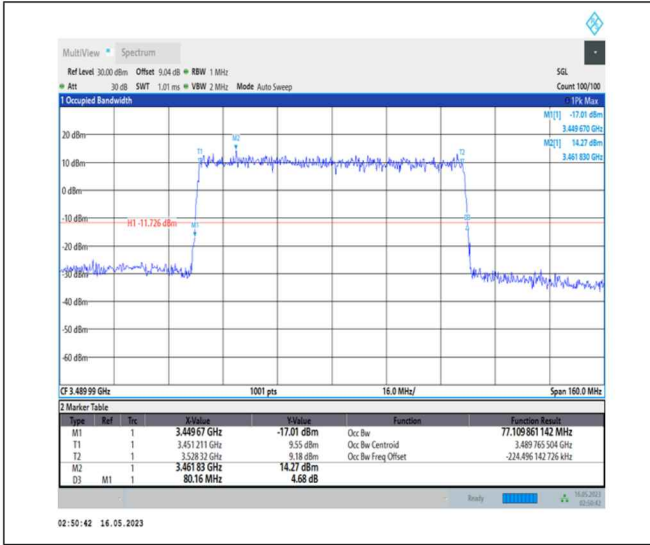 MultiView Spectrum
Ref Level 30.00 dBm Offset 9.04 dB RBW 1 MHz SGL
Att 30 dB SWT 1.01 ms VBW 2 MHz Mode Auto Sweep Count 100/100
1 Occupied Bandwidth 1Pk Max
M1[1] -17.01 dBm
3.449 670 GHz
M2[1] 14.27 dBm
3.461 830 GHz
20 dBm
M2
T1 T2
10 dBm
0 dBm
-10 dBm
D3
H1 -11.726 dBm
M1
-20 dBm
-30 dBm
-40 dBm
-50 dBm
-60 dBm
CF 3.489 99 GHz 1001 pts 16.0 MHz/ Span 160.0 MHz
2 Marker Table
Type Ref Trc X-Value Y-Value Function Function Result
M1 1 3.449 67 GHz -17.01 dBm Occ Bw 77.109 861 142 MHz
T1 1 3.451 211 GHz 9.55 dBm Occ Bw Centroid 3.489 765 504 GHz
T2 1 3.528 32 GHz 9.18 dBm Occ Bw Freq Offset -224.496 142 726 kHz
M2 1 3.461 83 GHz 14.27 dBm
D3 M1 1 80.16 MHz 4.68 dB
Ready 16.05.2023
02:50:42
02:50:42 16.05.2023